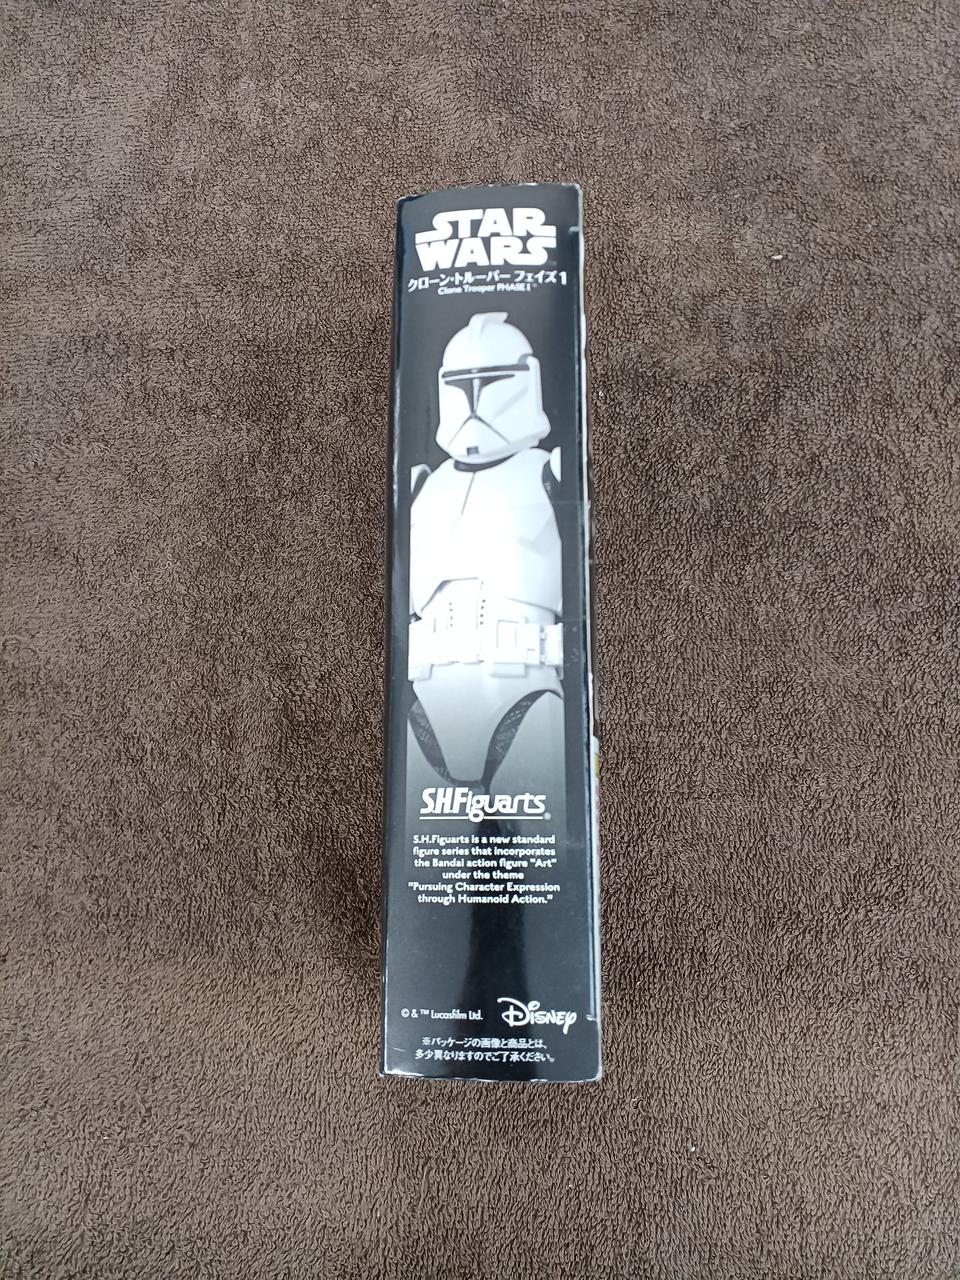 STAR
WARS
クローン・トルーパー フェイズ1
Clone Trooper PHASE I™
S.H.Figuarts®
S.H.Figuarts is a new standard
figure series that incorporates
the Bandai action figure "Art"
under the theme
"Pursuing Character Expression
through Humanoid Action."
© & ™ Lucasfilm Ltd. Disney
※パッケージの画像と商品とは、
多少異なりますのでご了承ください。